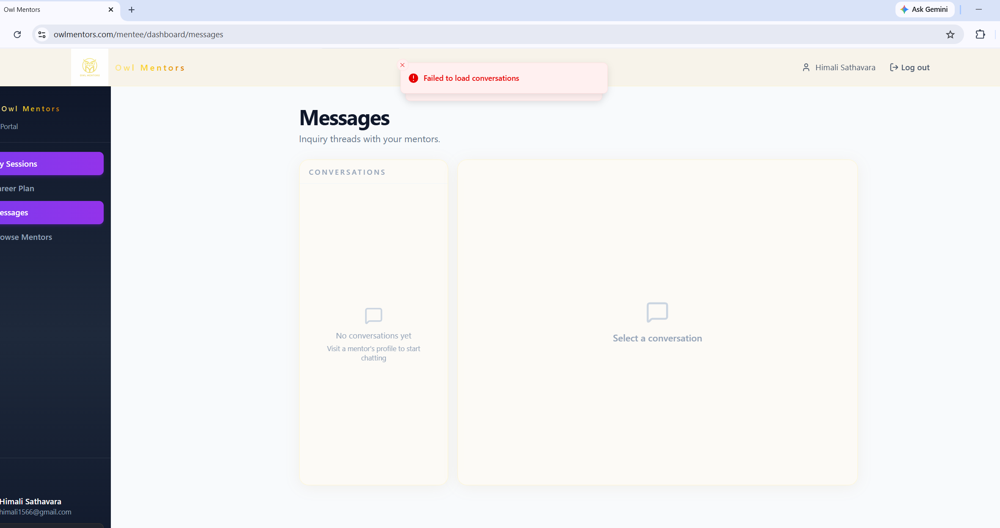 Owl Mentors
Ask Gemini
owlmentors.com/mentee/dashboard/messages
OWL MENTORS
Owl Mentors
Failed to load conversations
Himali Sathavara
Log out
Owl Mentors
Portal
y Sessions
areer Plan
essages
owse Mentors
Himali Sathavara
himali1566@gmail.com
Messages
Inquiry threads with your mentors.
CONVERSATIONS
No conversations yet
Visit a mentor's profile to start
chatting
Select a conversation